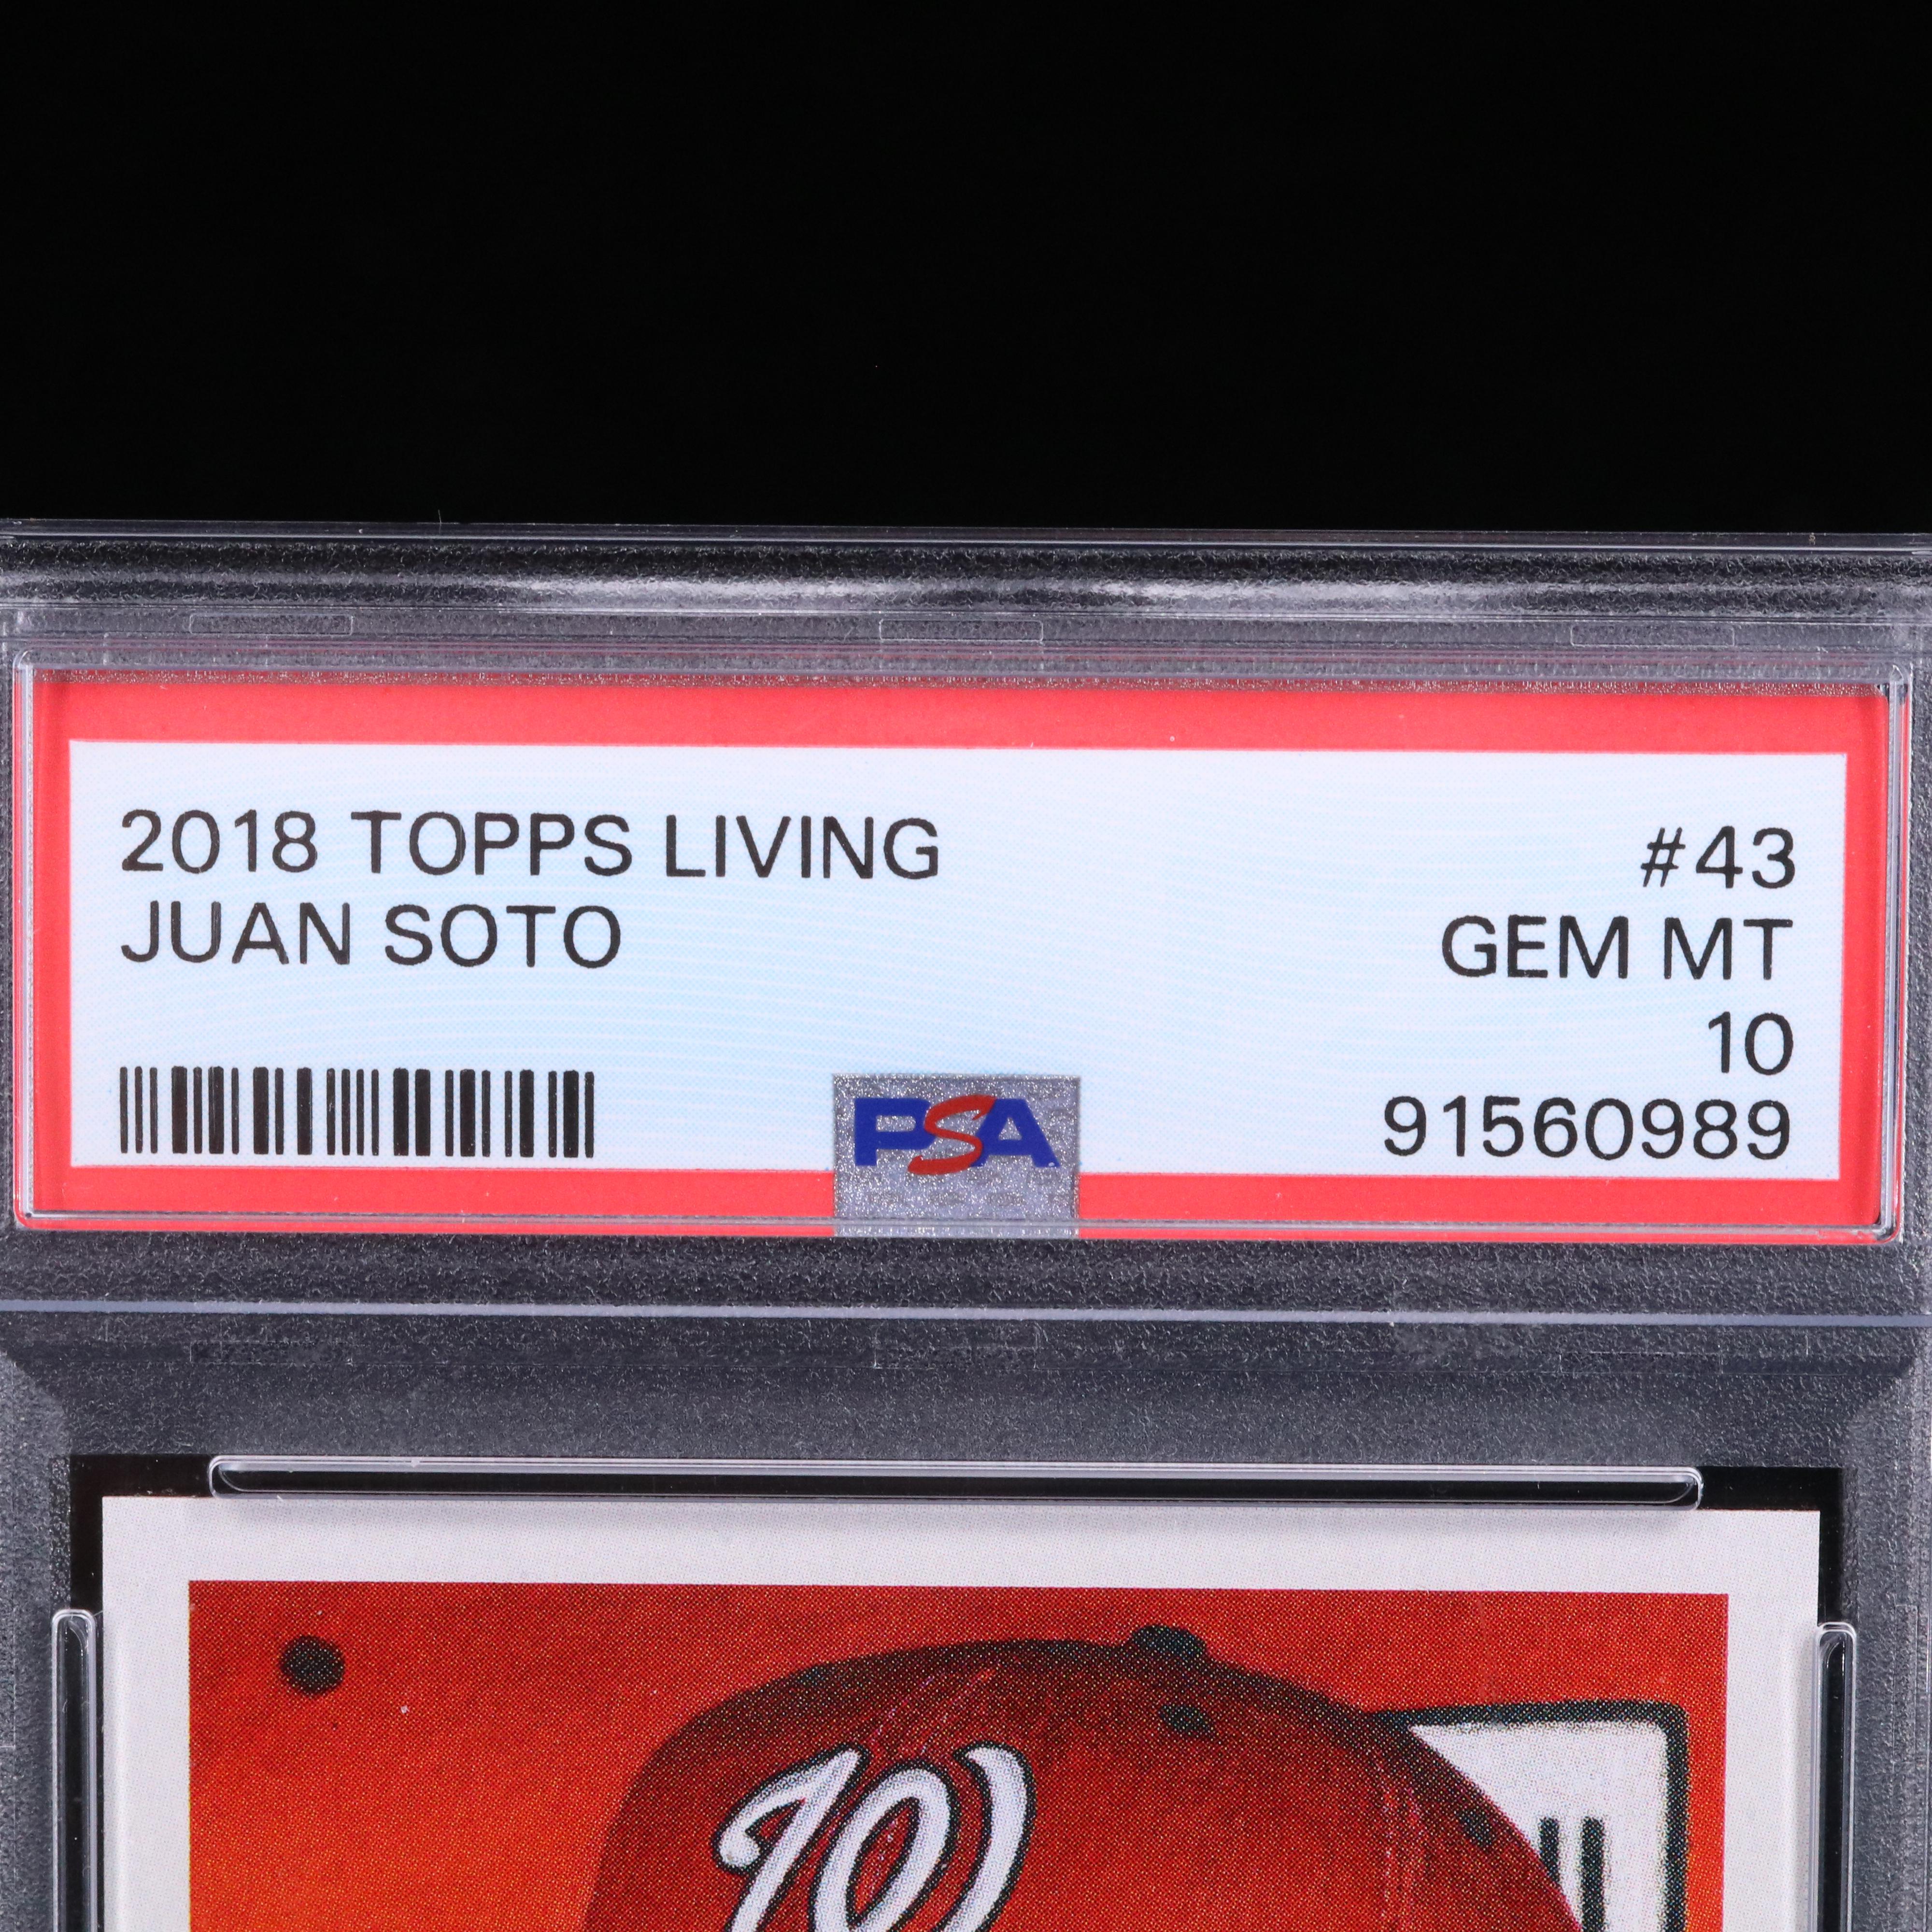 2018 TOPPS LIVING #43
JUAN SOTO GEM MT
10
PSA 91560989
W